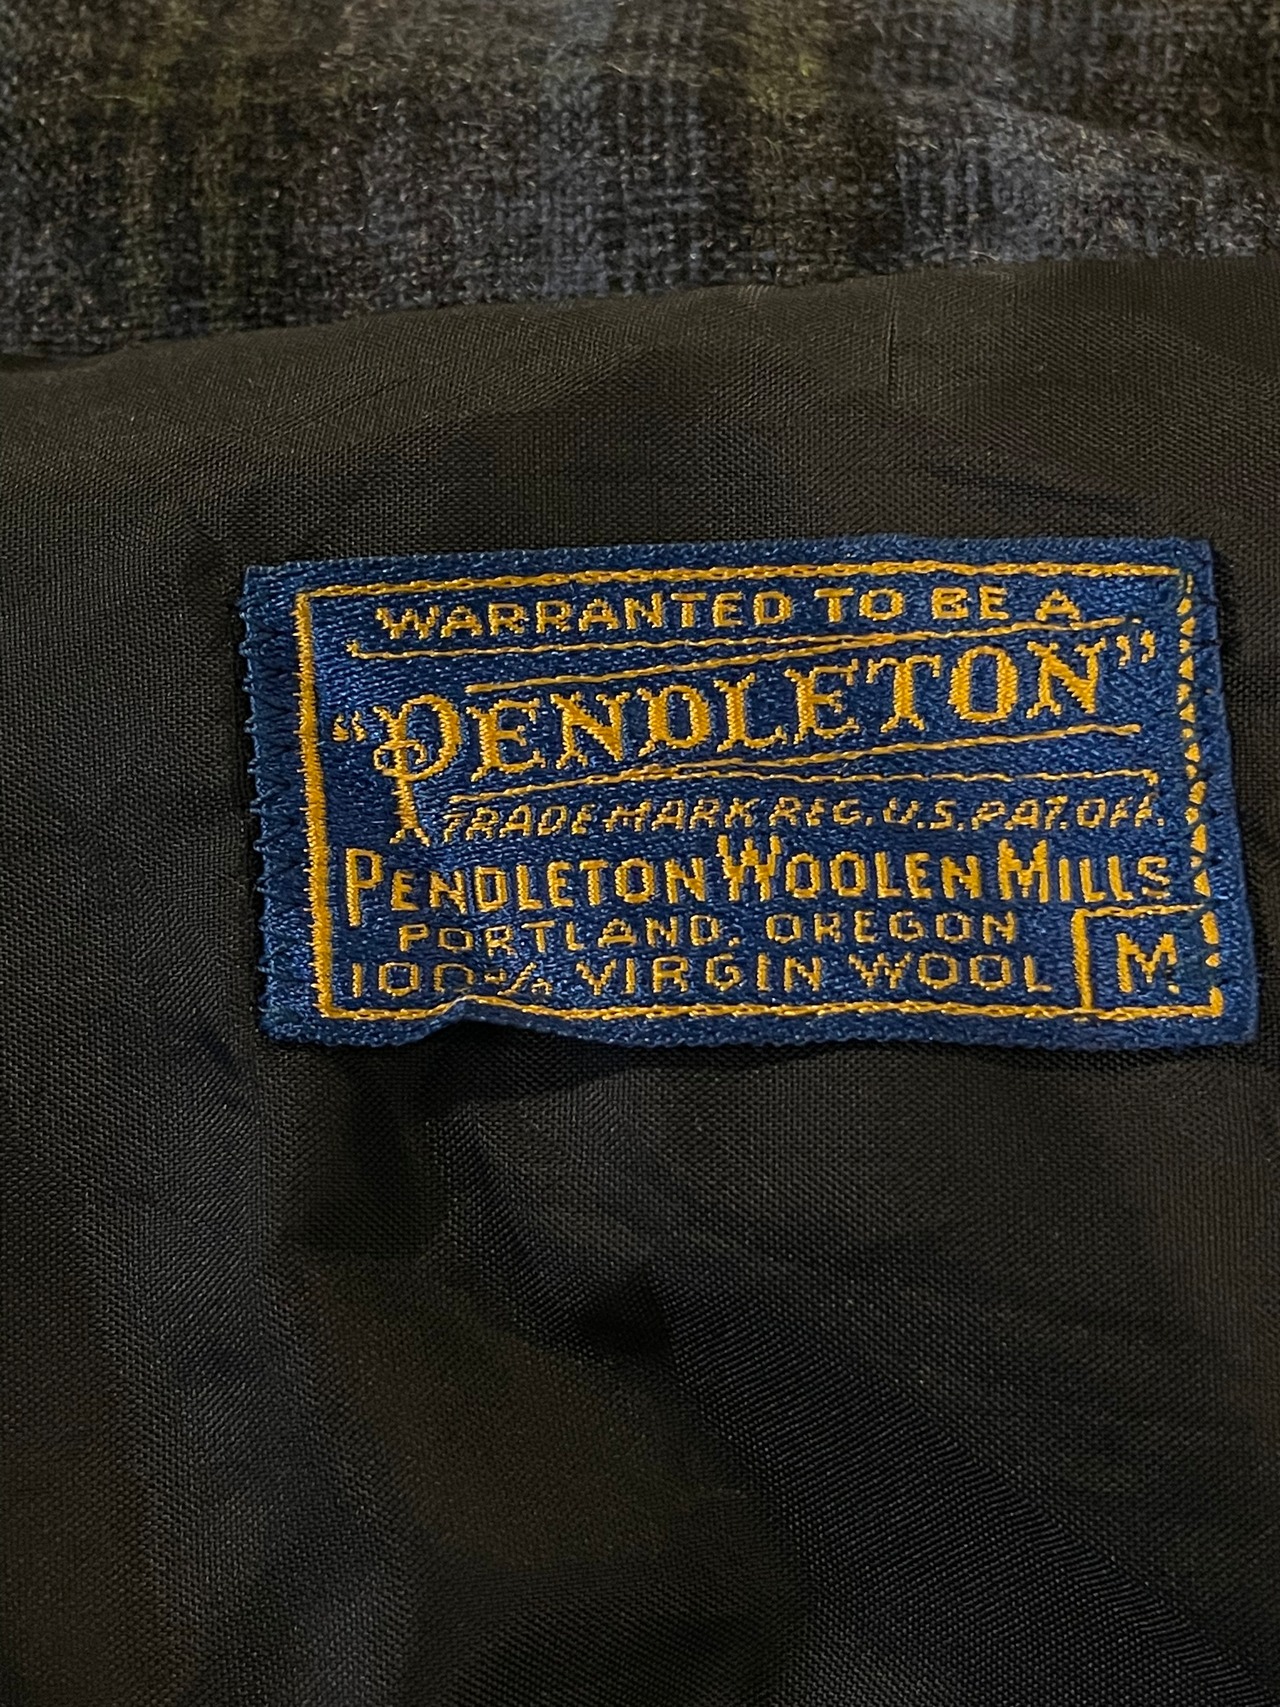 WARRANTED TO BE A
"PENDLETON"
TRADE MARK REG. U.S. PAT. OFF.
PENDLETON WOOLEN MILLS
PORTLAND, OREGON
100% VIRGIN WOOL M